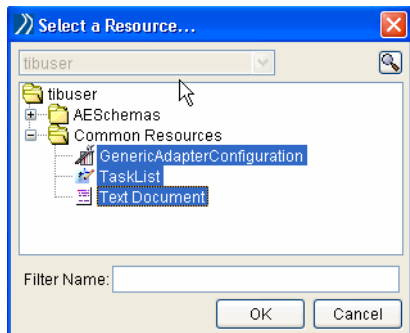 Select a Resource...
tibuser
tibuser
AESchemas
Common Resources
GenericAdapterConfiguration
TaskList
Text Document
Filter Name:
OK Cancel